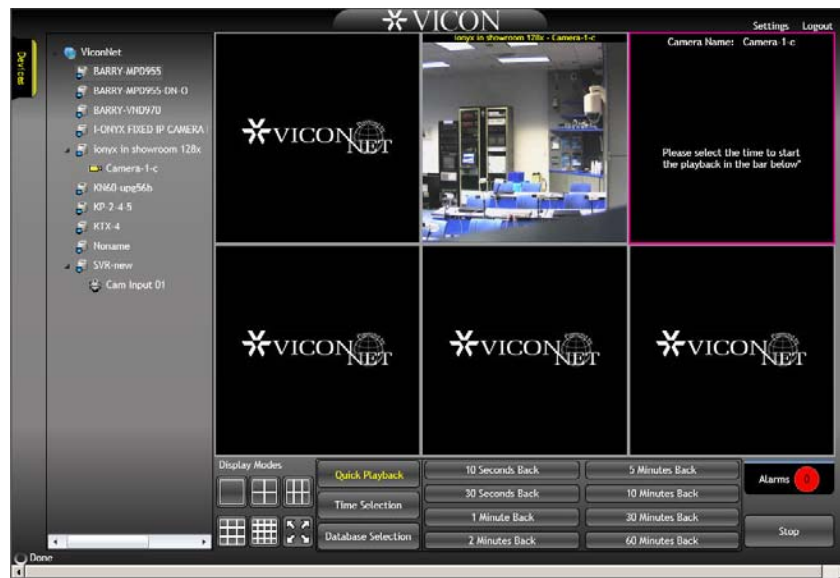 VICON
Settings Logout
Devices
ViconNet
BARRY-MPD955
BARRY-MPD955-DN-O
BARRY-VND970
I-ONYX FIXED IP CAMERA
ionyx in showroom 128x
Camera-1-c
KN60-upg56b
KP-2-4-5
KTX-4
Noname
SVR-new
Cam Input 01
VICON NET
ionyx in showroom 128x - Camera-1-c
Camera Name: Camera-1-c
Please select the time to start
the playback in the bar below"
VICON NET
VICON NET
VICON NET
Display Modes
Quick Playback
Time Selection
Database Selection
10 Seconds Back
30 Seconds Back
1 Minute Back
2 Minutes Back
5 Minutes Back
10 Minutes Back
30 Minutes Back
60 Minutes Back
Alarms 0
Stop
Done